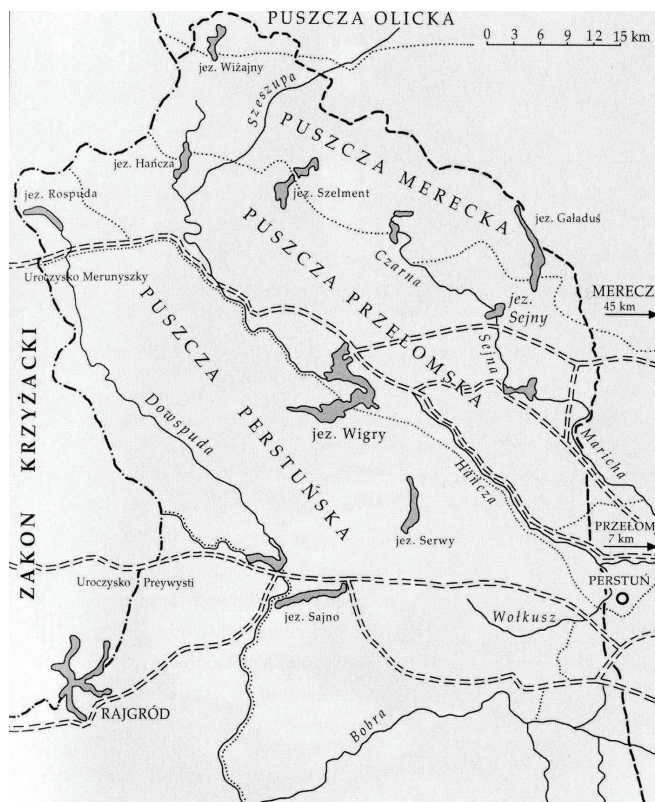 PUSZCZA OLICKA
0 3 6 9 12 15 km
jez. Wiżajny
Szeszupa
PUSZCZA MERECKA
jez. Hańcza
jez. Szelment
jez. Rospuda
jez. Gaładuś
PUSZCZA PRZEŁOMSKA
Czarna
Uroczysko Merunyszky
jez.
Sejny
MERECZ
45 km
PUSZCZA PERSTUŃSKA
Sejna
ZAKON KRZYŻACKI
Dowspuda
jez. Wigry
Maricha
Hańcza
jez. Serwy
PRZEŁOM
7 km
Uroczysko Preywysti
PERSTUŃ
jez. Sajno
Wołkusz
RAJGRÓD
Bobra